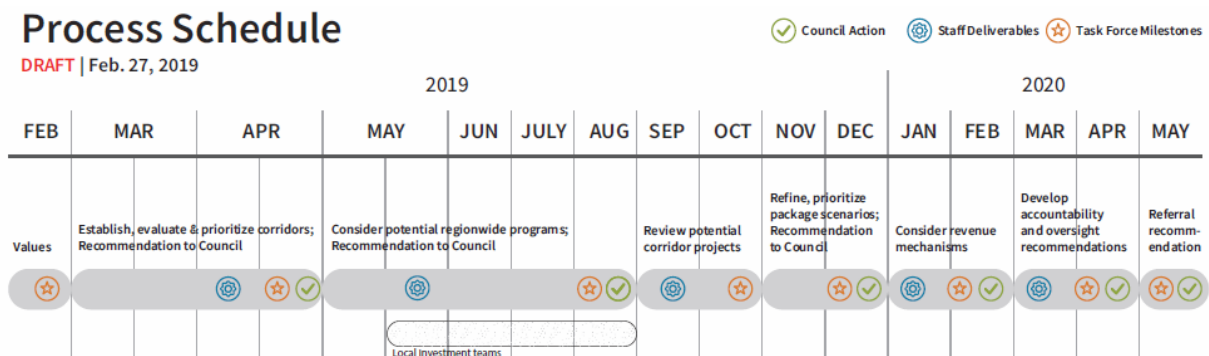 Process Schedule
Council Action
Staff Deliverables
Task Force Milestones
DRAFT | Feb. 27, 2019
2019
2020
FEB
MAR
APR
MAY
JUN
JULY
AUG
SEP
OCT
NOV
DEC
JAN
FEB
MAR
APR
MAY
Values
Establish, evaluate & prioritize corridors;
Recommendation to Council
Consider potential regionwide programs;
Recommendation to Council
Review potential
corridor projects
Refine, prioritize
package scenarios;
Recommendation
to Council
Consider revenue
mechanisms
Develop
accountability
and oversight
recommendations
Referral
recomm-
endation
Local Investment teams